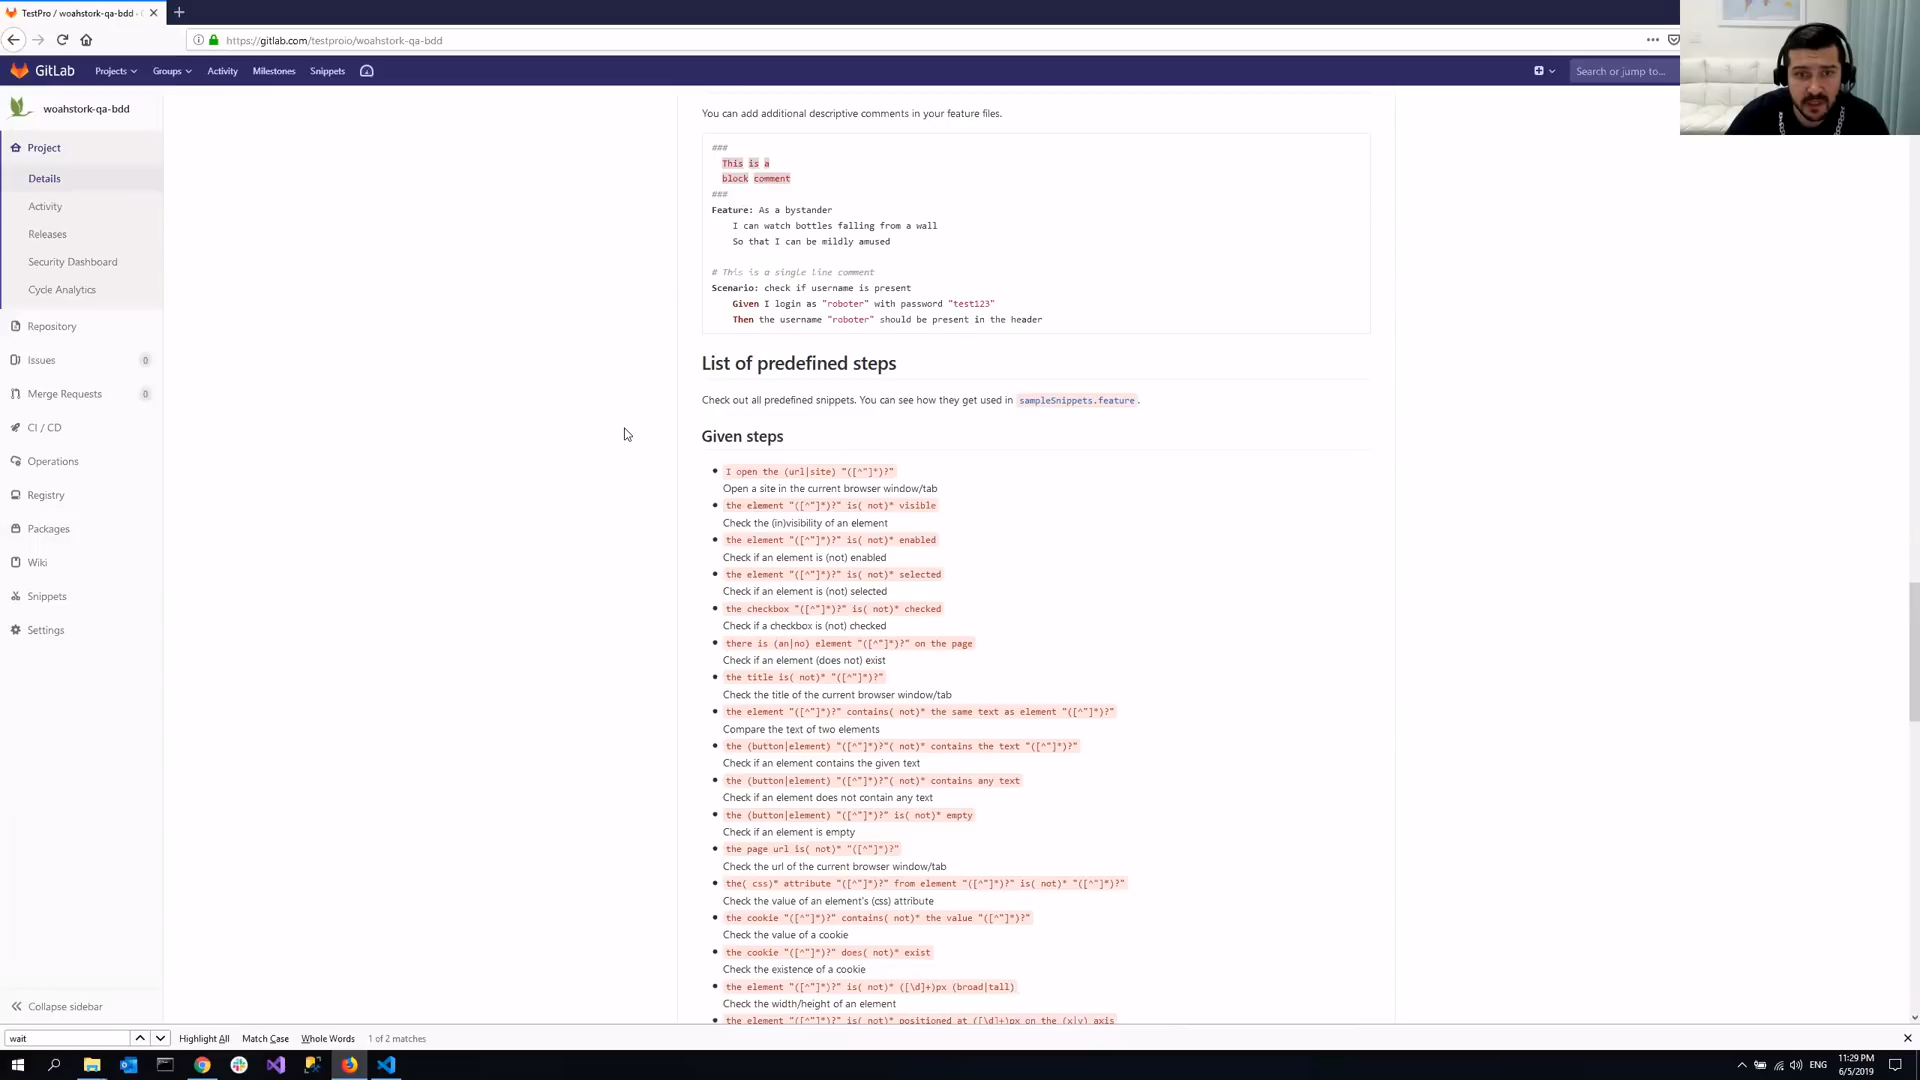 TestPro / woahstork-qa-bdd ·
https://gitlab.com/testproio/woahstork-qa-bdd
GitLab
Projects
Groups
Activity
Milestones
Snippets
Search or jump to...
woahstork-qa-bdd
Project
Details
Activity
Releases
Security Dashboard
Cycle Analytics
Repository
Issues 0
Merge Requests 0
CI / CD
Operations
Registry
Packages
Wiki
Snippets
Settings
Collapse sidebar
You can add additional descriptive comments in your feature files.
###
This is a
block comment
###
Feature: As a bystander
I can watch bottles falling from a wall
So that I can be mildly amused
# This is a single line comment
Scenario: check if username is present
Given I login as "roboter" with password "test123"
Then the username "roboter" should be present in the header
List of predefined steps
Check out all predefined snippets. You can see how they get used in sampleSnippets.feature.
Given steps
I open the (url|site) "([^"]*)?"
Open a site in the current browser window/tab
the element "([^"]*)?" is( not)* visible
Check the (in)visibility of an element
the element "([^"]*)?" is( not)* enabled
Check if an element is (not) enabled
the element "([^"]*)?" is( not)* selected
Check if an element is (not) selected
the checkbox "([^"]*)?" is( not)* checked
Check if a checkbox is (not) checked
there is (an|no) element "([^"]*)?" on the page
Check if an element (does not) exist
the title is( not)* "([^"]*)?"
Check the title of the current browser window/tab
the element "([^"]*)?" contains( not)* the same text as element "([^"]*)?"
Compare the text of two elements
the (button|element) "([^"]*)?"( not)* contains the text "([^"]*)?"
Check if an element contains the given text
the (button|element) "([^"]*)?"( not)* contains any text
Check if an element does not contain any text
the (button|element) "([^"]*)?" is( not)* empty
Check if an element is empty
the page url is( not)* "([^"]*)?"
Check the url of the current browser window/tab
the( css)* attribute "([^"]*)?" from element "([^"]*)?" is( not)* "([^"]*)?"
Check the value of an element's (css) attribute
the cookie "([^"]*)?" contains( not)* the value "([^"]*)?"
Check the value of a cookie
the cookie "([^"]*)?" does( not)* exist
Check the existence of a cookie
the element "([^"]*)?" is( not)* ([\d]+)px (broad|tall)
Check the width/height of an element
the element "([^"]*)?" is( not)* positioned at ([\d]+)px on the (x|y) axis
wait
Highlight All
Match Case
Whole Words
1 of 2 matches
ENG
11:29 PM
6/5/2019